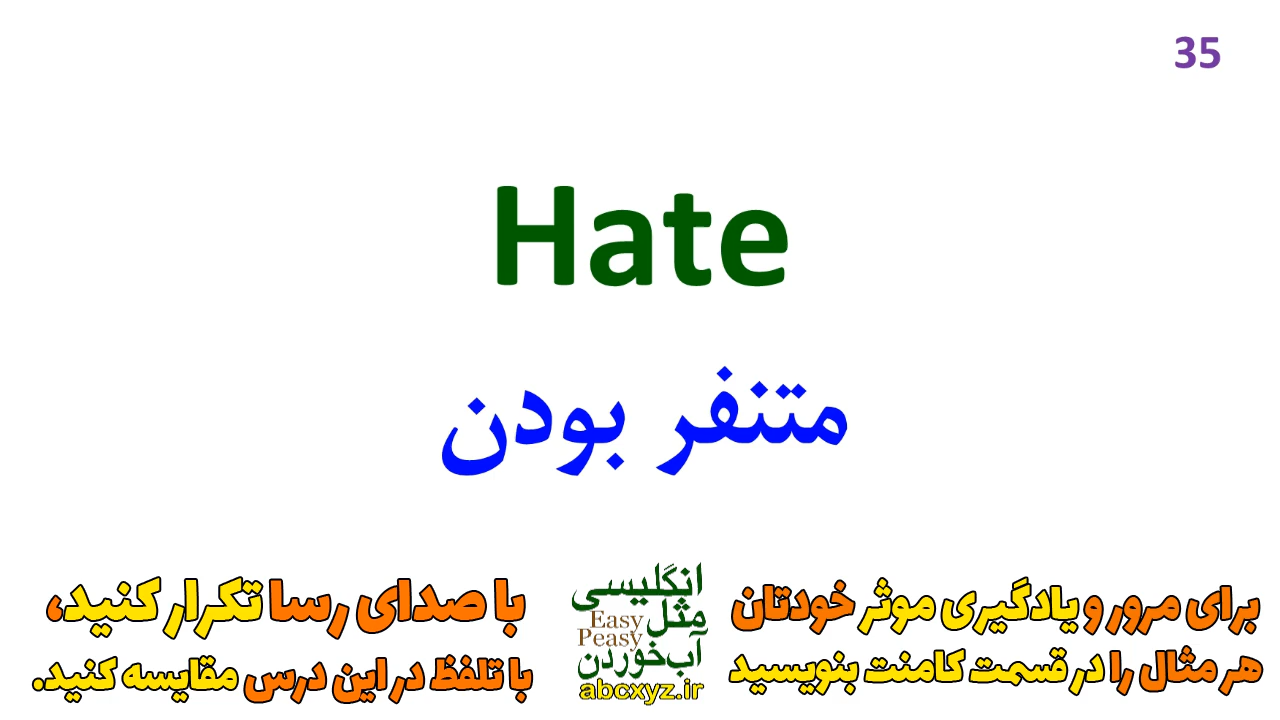 35
Hate
متنفر بودن
برای مرور و یادگیری موثر خودتان
هر مثال را در قسمت کامنت بنویسید
انگلیسی
مثل
Easy
Peasy
آب‌خوردن
abcxyz.ir
با صدای رسا تکرار کنید،
با تلفظ در این درس مقایسه کنید.